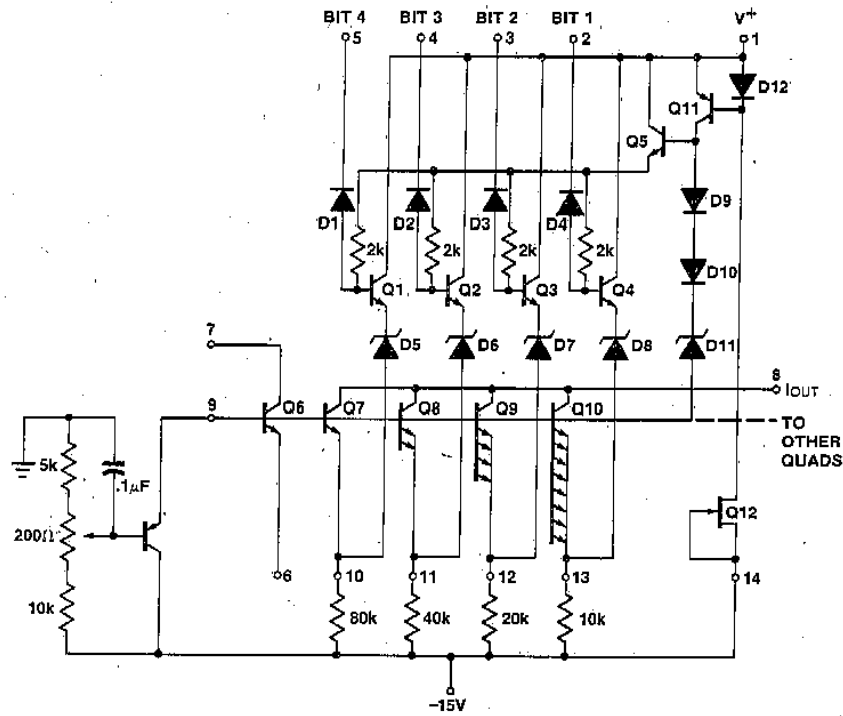 BIT 4 BIT 3 BIT 2 BIT 1 V+
5 4 3 2 1
D12
Q11
Q5
D9
D1 D2 D3 D4
2k 2k 2k 2k
D10
Q1 Q2 Q3 Q4
7
D5 D6 D7 D8 D11
8
IOUT
9 Q6 Q7 Q8 Q9 Q10
TO
OTHER
QUADS
5k
.1µF
200Ω
Q12
6 10 11 12 13 14
10k
80k 40k 20k 10k
-15V